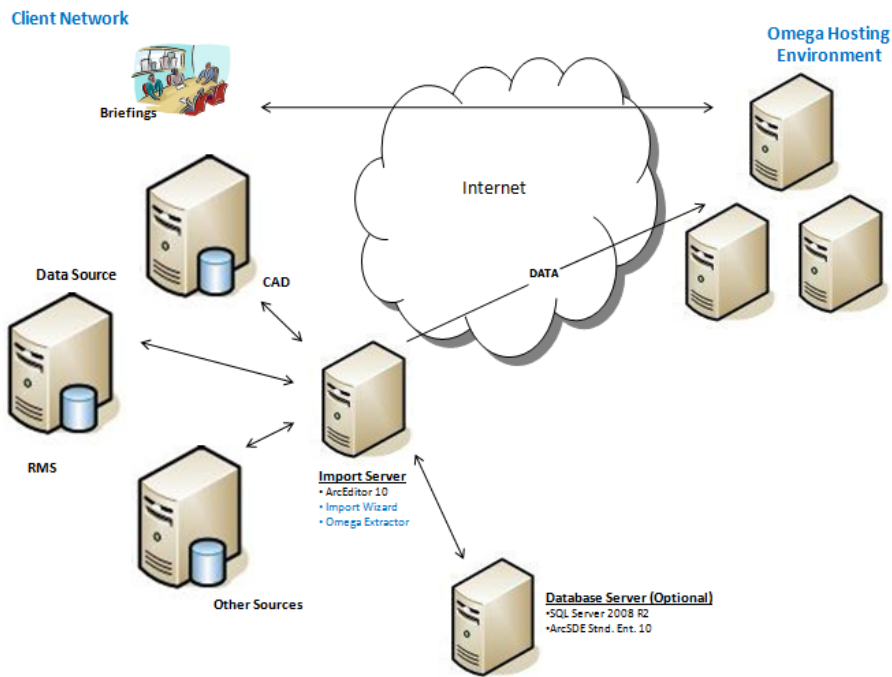 Client Network
Omega Hosting
Environment
Briefings
Internet
Data Source
CAD
DATA
RMS
Import Server
• ArcEditor 10
• Import Wizard
• Omega Extractor
Other Sources
Database Server (Optional)
•SQL Server 2008 R2
•ArcSDE Stnd. Ent. 10